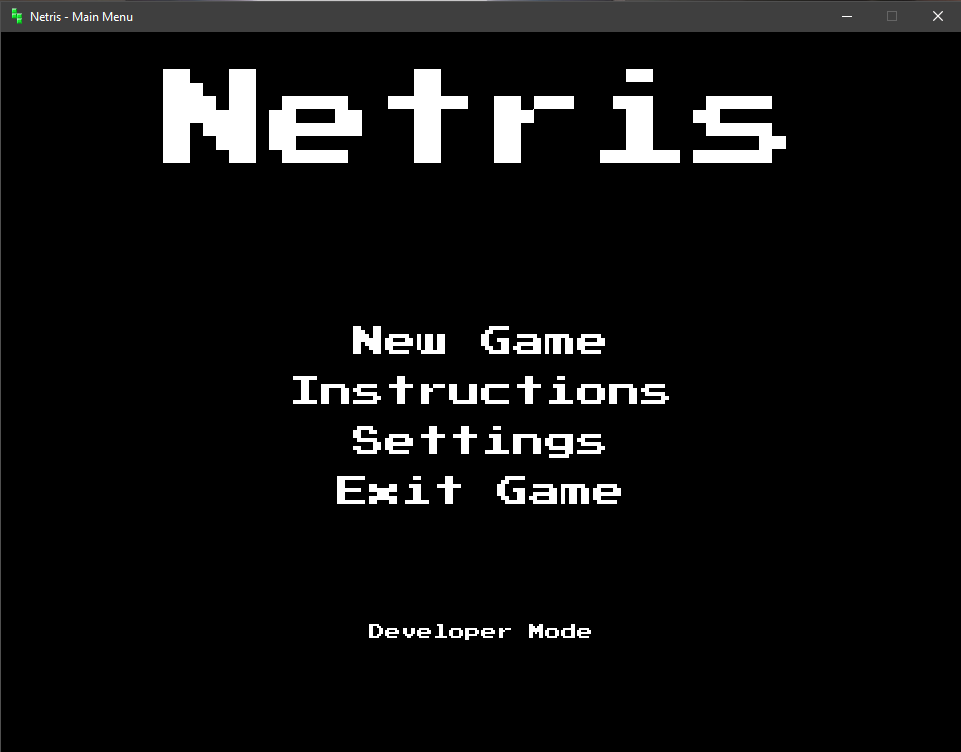 Netris - Main Menu
Netris
New Game
Instructions
Settings
Exit Game
Developer Mode